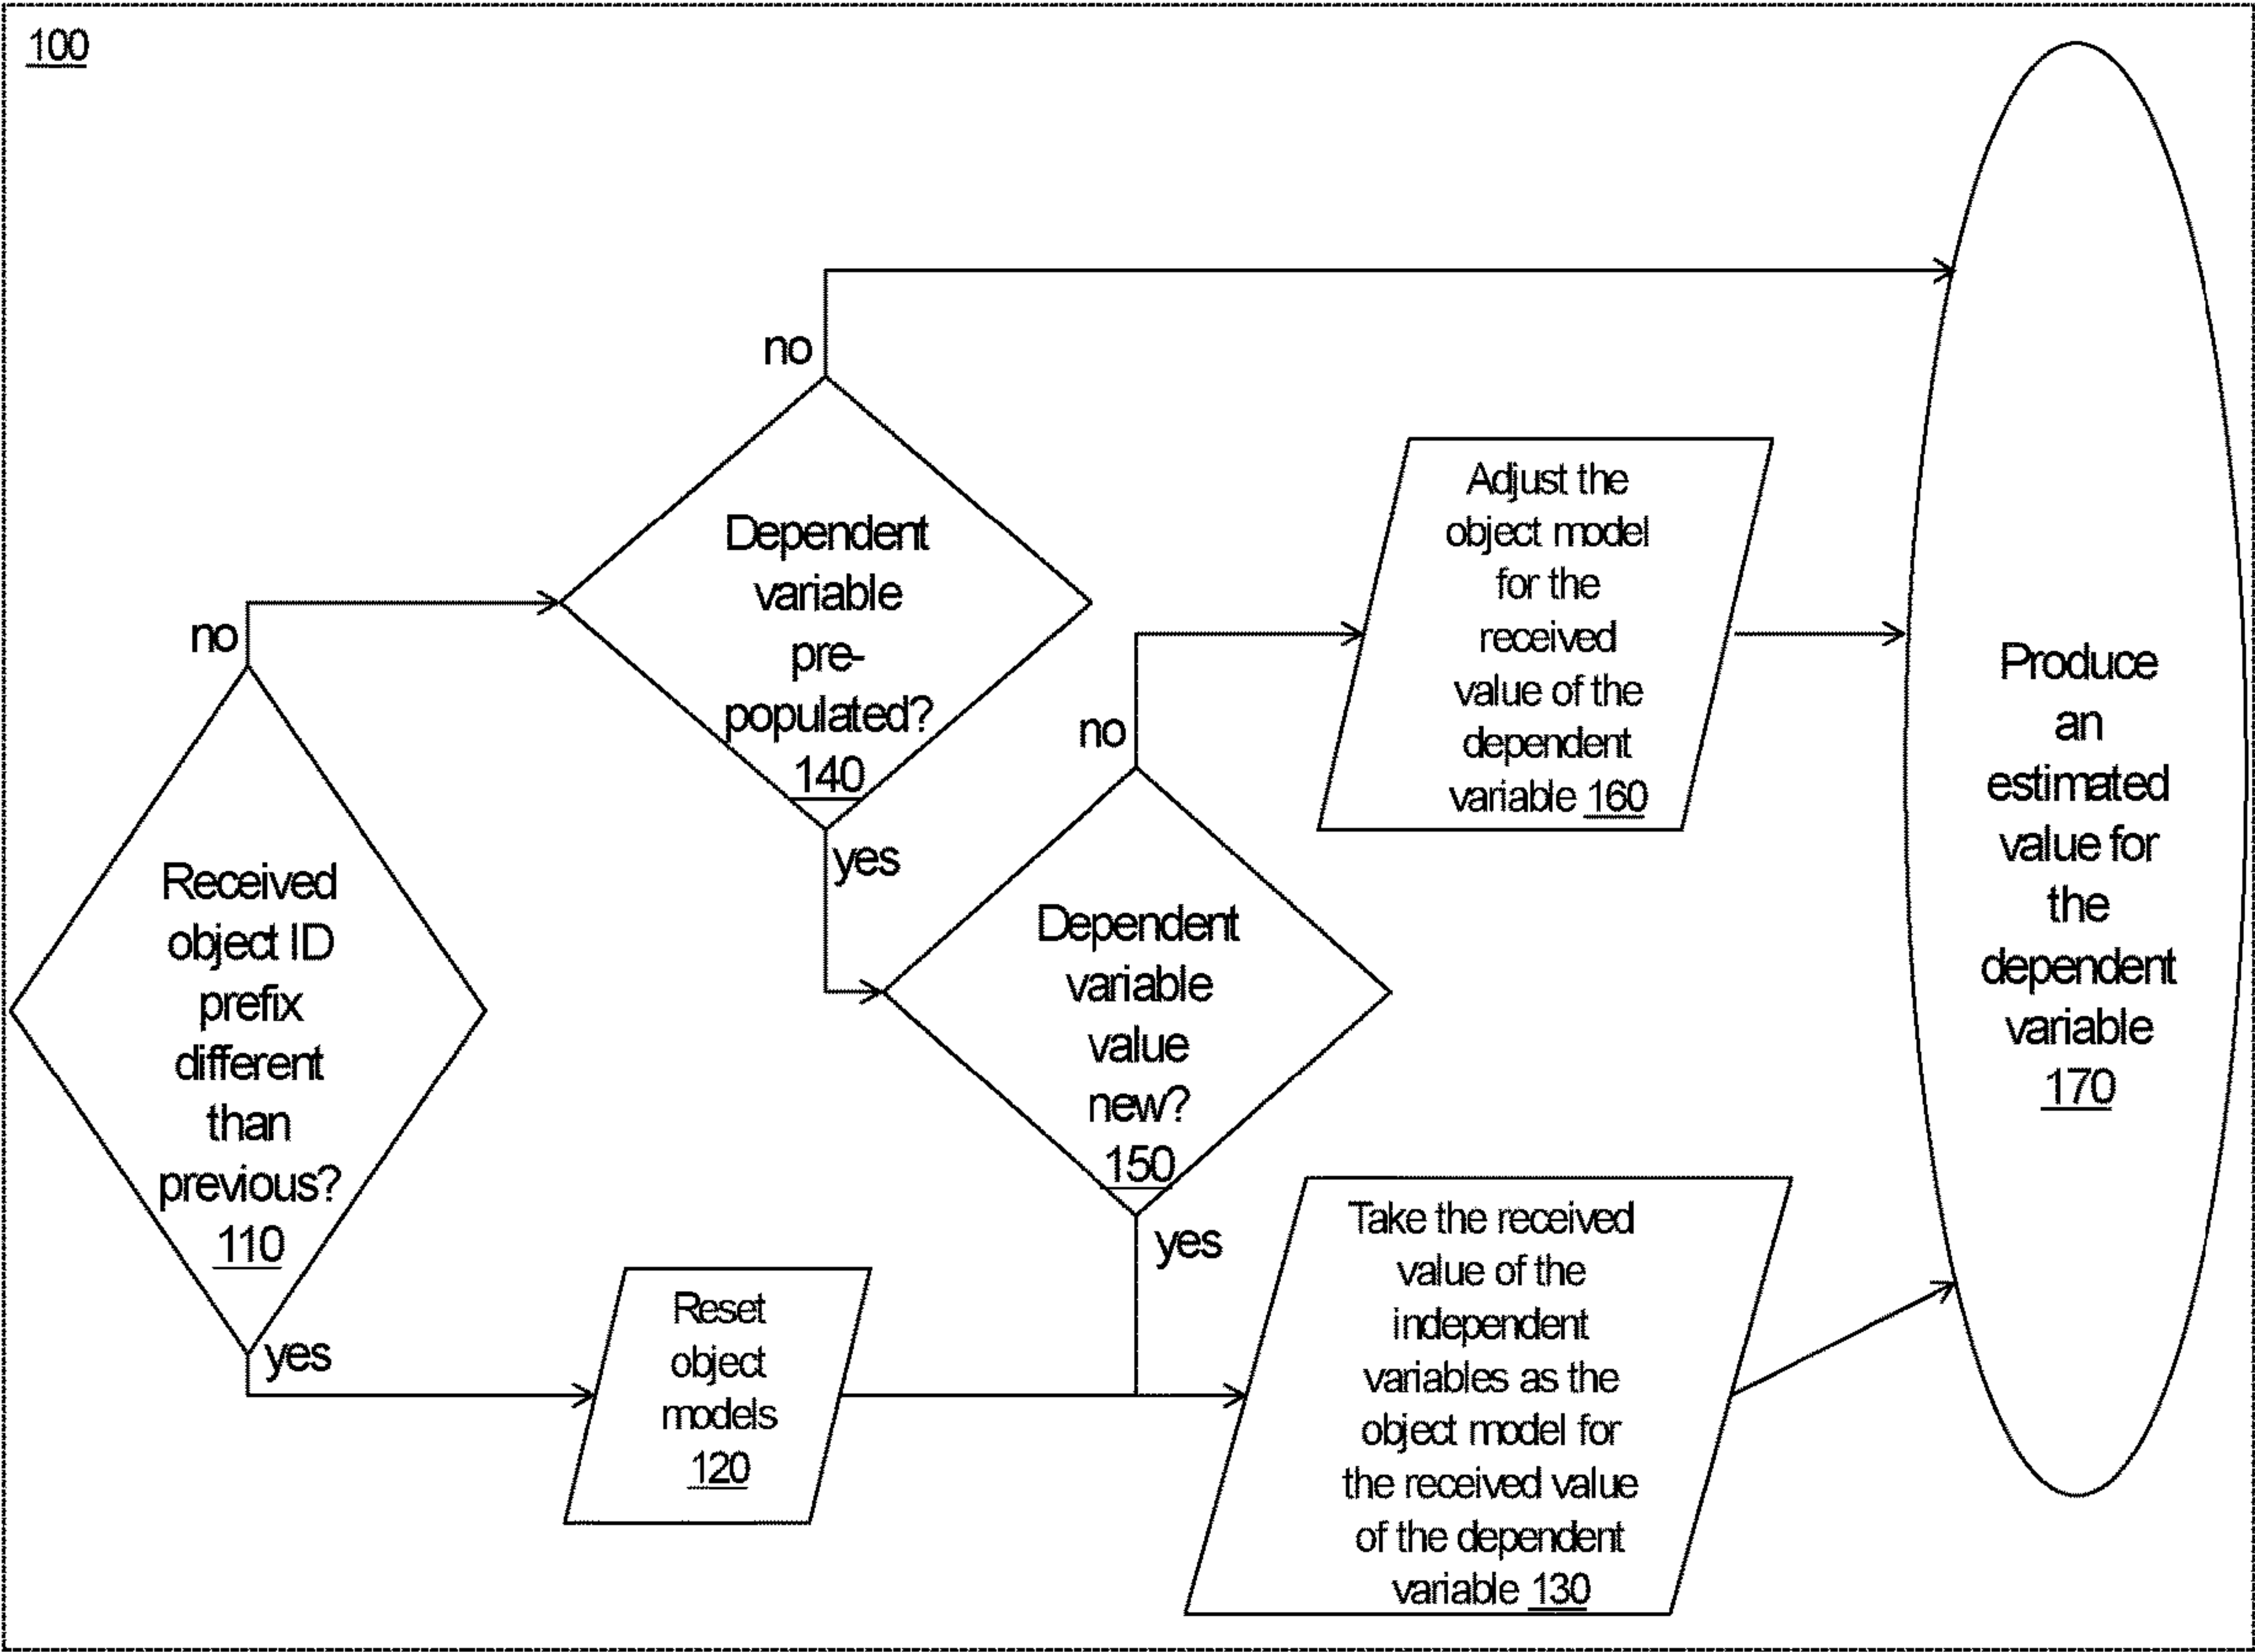 100
no
Dependent
variable
pre-
populated?
140
yes
no
Received
object ID
prefix
different
than
previous?
110
yes
Reset
object
models
120
no
Dependent
variable
value
new?
150
yes
Adjust the
object model
for the
received
value of the
dependent
variable 160
Take the received
value of the
independent
variables as the
object model for
the received value
of the dependent
variable 130
Produce
an
estimated
value for
the
dependent
variable
170